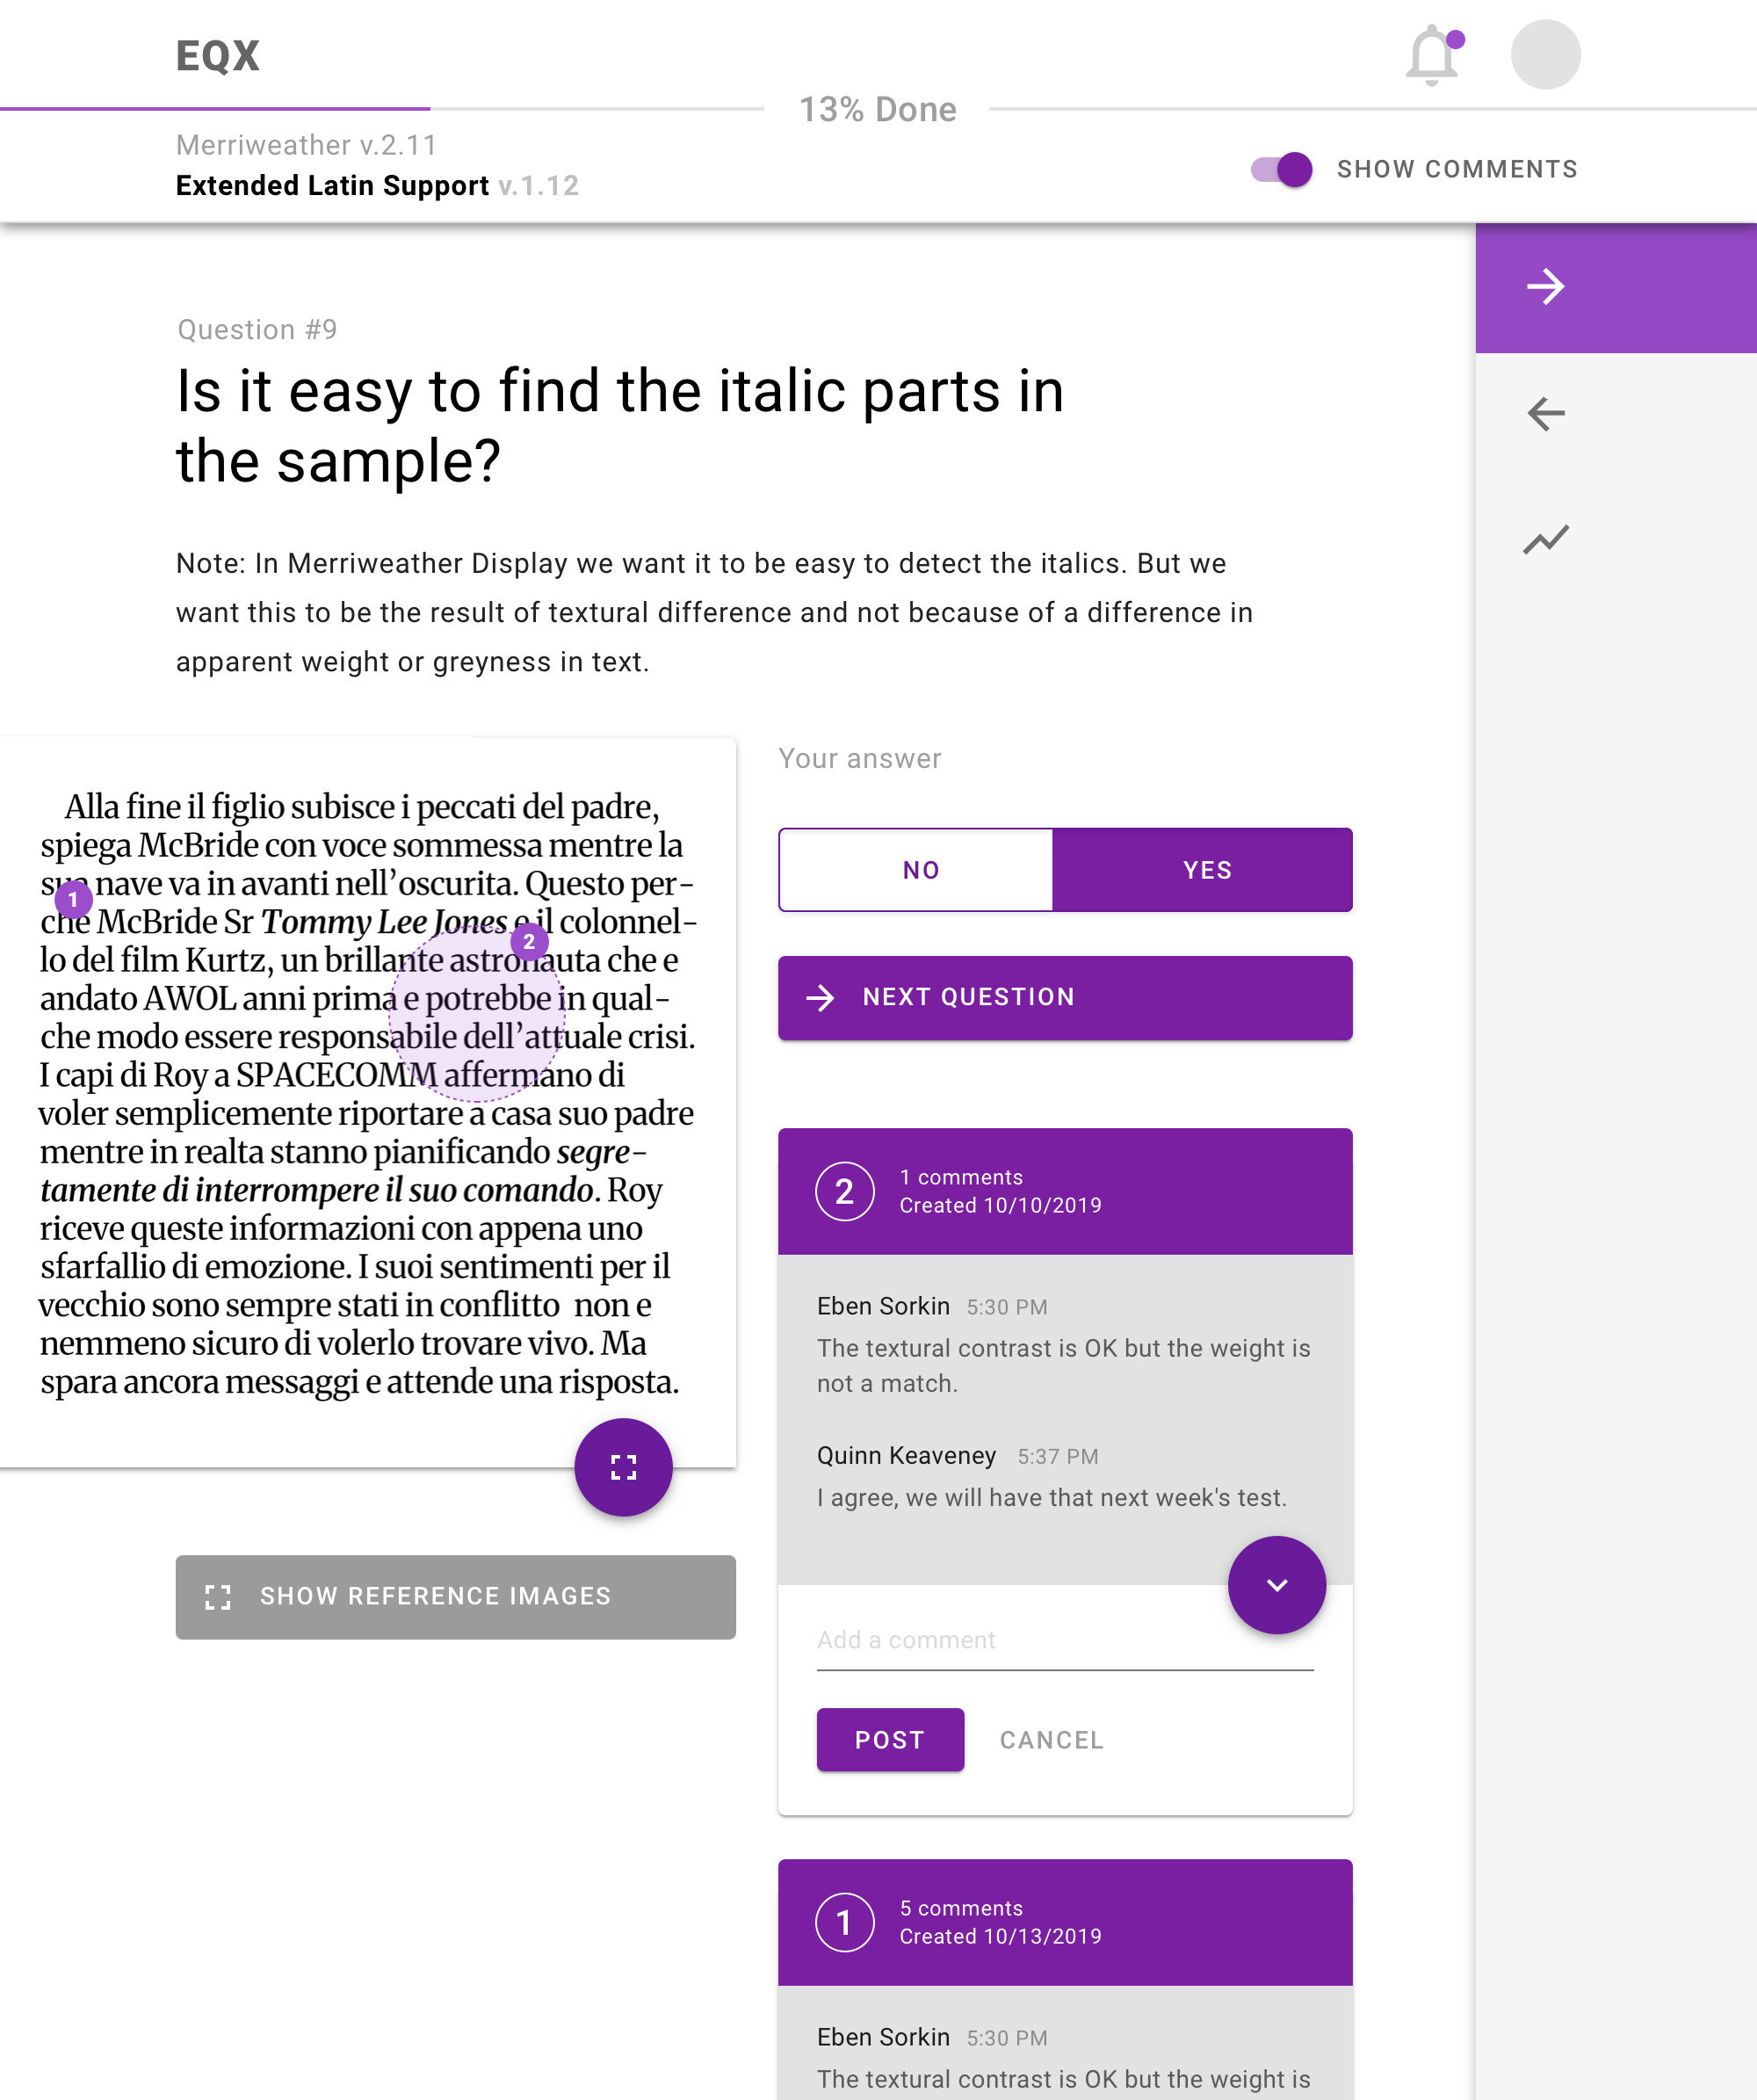 EQX
13% Done
Merriweather v.2.11
Extended Latin Support v.1.12
SHOW COMMENTS
Question #9
Is it easy to find the italic parts in
the sample?
Note: In Merriweather Display we want it to be easy to detect the italics. But we
want this to be the result of textural difference and not because of a difference in
apparent weight or greyness in text.
Alla fine il figlio subisce i peccati del padre,
spiega McBride con voce sommessa mentre la
sua nave va in avanti nell’oscurita. Questo per-
1
che McBride Sr Tommy Lee Jones e il colonnel-
2
lo del film Kurtz, un brillante astronauta che e
andato AWOL anni prima e potrebbe in qual-
che modo essere responsabile dell’attuale crisi.
I capi di Roy a SPACECOMM affermano di
voler semplicemente riportare a casa suo padre
mentre in realta stanno pianificando segre-
tamente di interrompere il suo comando. Roy
riceve queste informazioni con appena uno
sfarfallio di emozione. I suoi sentimenti per il
vecchio sono sempre stati in conflitto  non e
nemmeno sicuro di volerlo trovare vivo. Ma
spara ancora messaggi e attende una risposta.
SHOW REFERENCE IMAGES
Your answer
NO
YES
NEXT QUESTION
2
1 comments
Created 10/10/2019
Eben Sorkin 5:30 PM
The textural contrast is OK but the weight is
not a match.
Quinn Keaveney 5:37 PM
I agree, we will have that next week's test.
Add a comment
POST
CANCEL
1
5 comments
Created 10/13/2019
Eben Sorkin 5:30 PM
The textural contrast is OK but the weight is